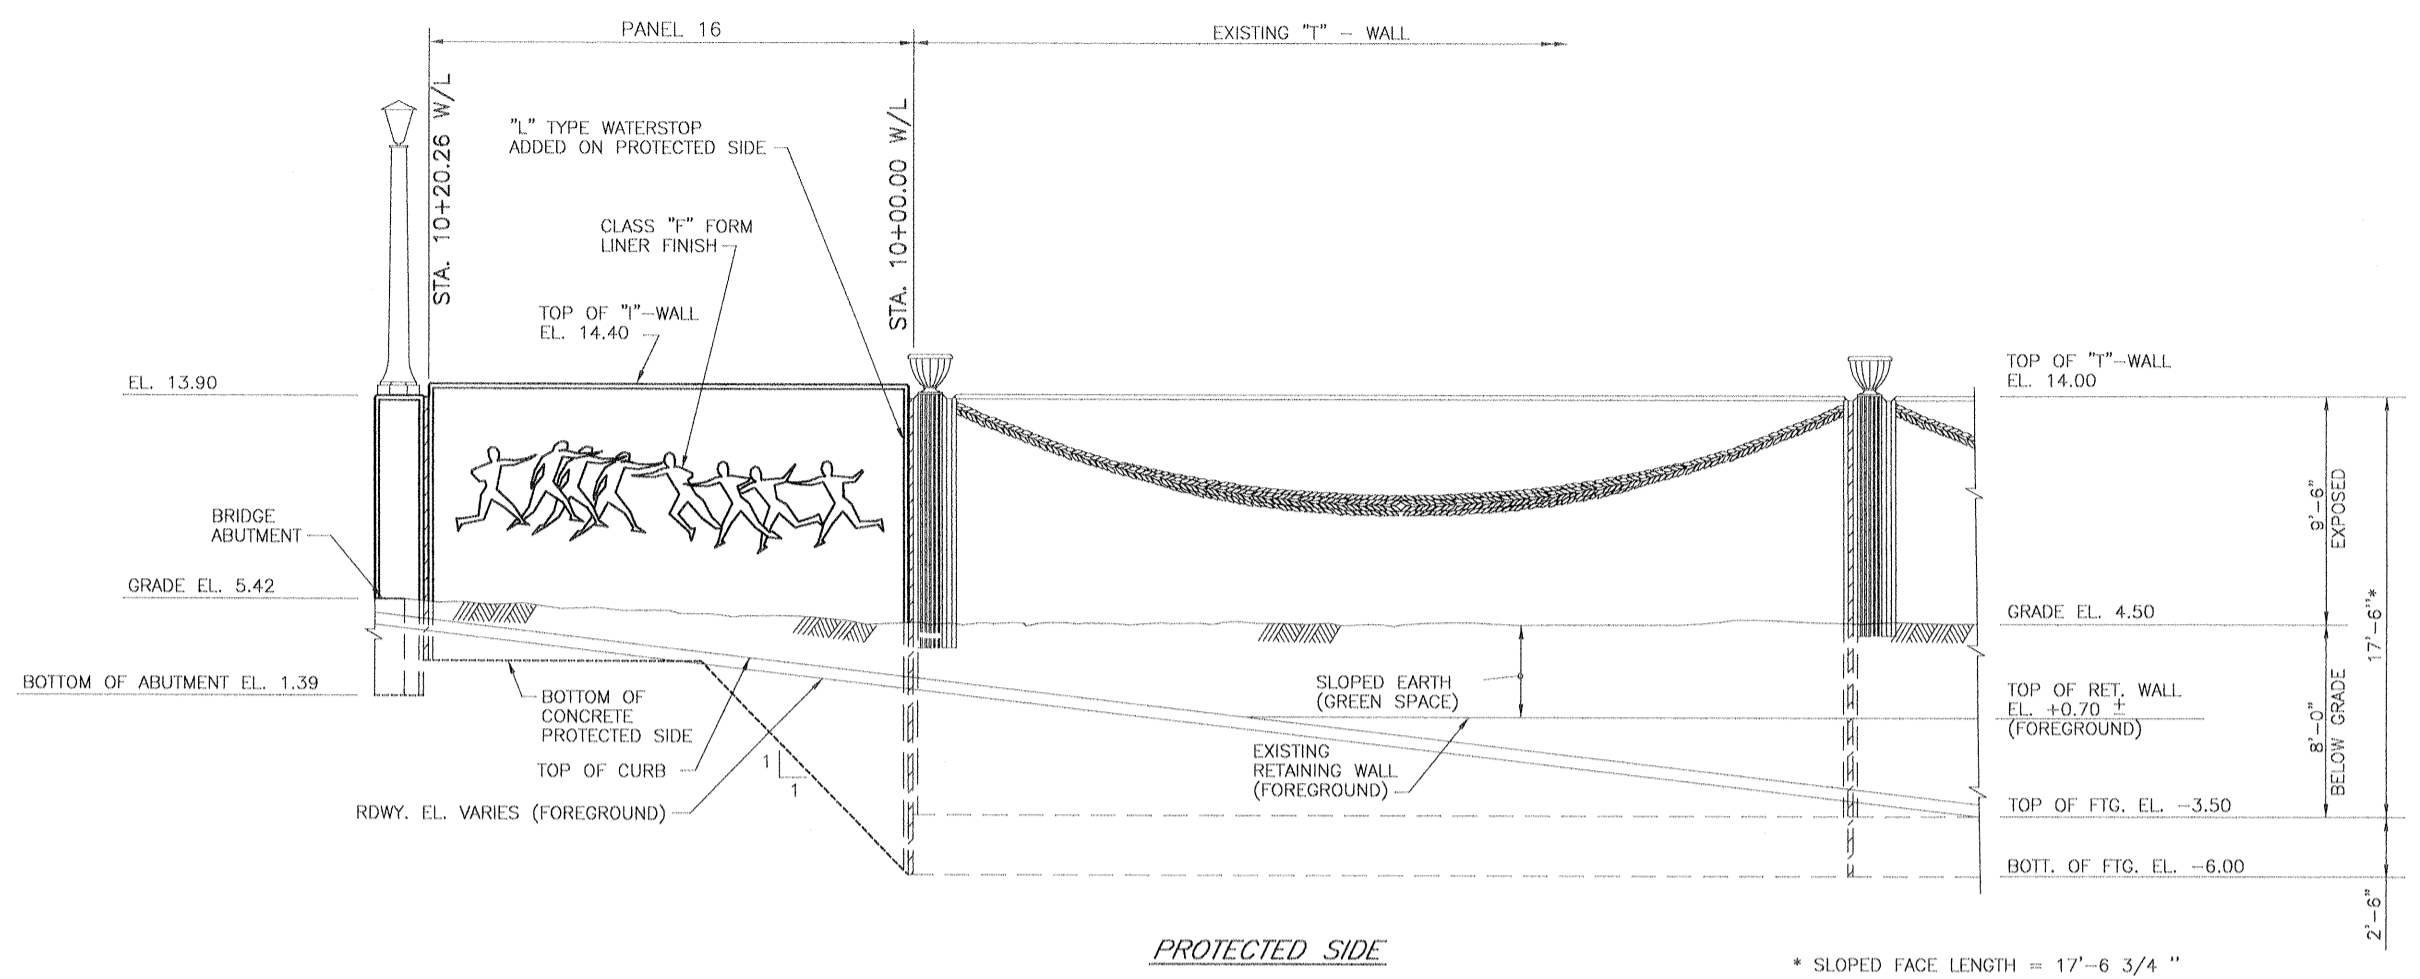 PANEL 16
EXISTING "T" - WALL
STA. 10+20.26 W/L
STA. 10+00.00 W/L
"L" TYPE WATERSTOP
ADDED ON PROTECTED SIDE
CLASS "F" FORM
LINER FINISH
TOP OF "I"-WALL
EL. 14.40
EL. 13.90
TOP OF "T"-WALL
EL. 14.00
BRIDGE
ABUTMENT
GRADE EL. 5.42
BOTTOM OF ABUTMENT EL. 1.39
BOTTOM OF
CONCRETE
PROTECTED SIDE
TOP OF CURB
RDWY. EL. VARIES (FOREGROUND)
1
1
SLOPED EARTH
(GREEN SPACE)
EXISTING
RETAINING WALL
(FOREGROUND)
9'-6"
EXPOSED
GRADE EL. 4.50
17'-6"*
TOP OF RET. WALL
EL. +0.70 ±
(FOREGROUND)
8'-0"
BELOW GRADE
TOP OF FTG. EL. -3.50
BOTT. OF FTG. EL. -6.00
2'-6"
PROTECTED SIDE
* SLOPED FACE LENGTH = 17'-6 3/4 "